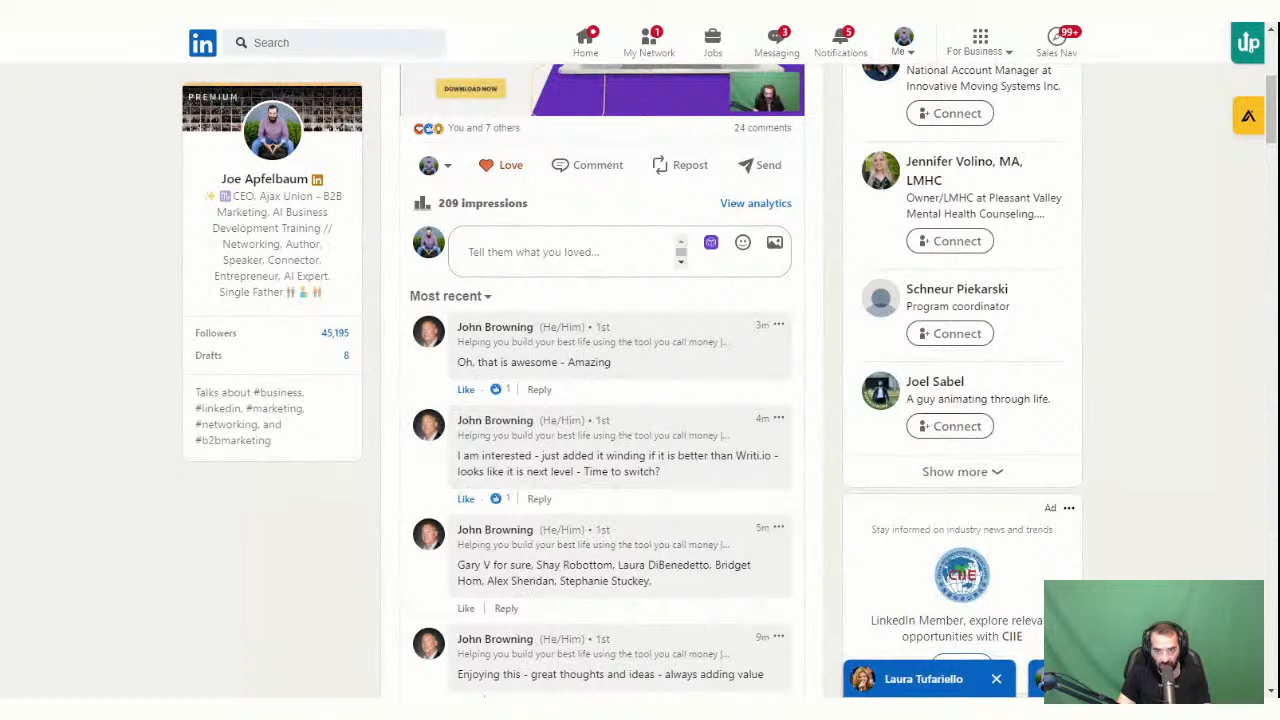 in
Search
Home
1
My Network
Jobs
3
Messaging
5
Notifications
Me
For Business
99+
Sales Nav
up
PREMIUM
Joe Apfelbaum in
CEO, Ajax Union - B2B
Marketing. AI Business
Development Training //
Networking, Author,
Speaker, Connector.
Entrepreneur. AI Expert.
Single Father
Followers 45,195
Drafts 8
Talks about #business,
#linkedin, #marketing,
#networking, and
#b2bmarketing
DOWNLOAD NOW
You and 7 others 24 comments
Love Comment Repost Send
209 impressions View analytics
Tell them what you loved...
Most recent
John Browning (He/Him) • 1st 3m
Helping you build your best life using the tool you call money |...
Oh, that is awesome - Amazing
Like · 1 | Reply
John Browning (He/Him) • 1st 4m
Helping you build your best life using the tool you call money |...
I am interested - just added it winding if it is better than Writi.io -
looks like it is next level - Time to switch?
Like · 1 | Reply
John Browning (He/Him) • 1st 5m
Helping you build your best life using the tool you call money |...
Gary V for sure, Shay Robottom, Laura DiBenedetto, Bridget
Hom, Alex Sheridan, Stephanie Stuckey.
Like | Reply
John Browning (He/Him) • 1st 9m
Helping you build your best life using the tool you call money |...
Enjoying this - great thoughts and ideas - always adding value
National Account Manager at
Innovative Moving Systems Inc.
Connect
Jennifer Volino, MA,
LMHC
Owner/LMHC at Pleasant Valley
Mental Health Counseling,...
Connect
Schneur Piekarski
Program coordinator
Connect
Joel Sabel
A guy animating through life.
Connect
Show more
Ad
Stay informed on industry news and trends
CIIE
LinkedIn Member, explore
opportunities with CIIE
Laura Tufariello